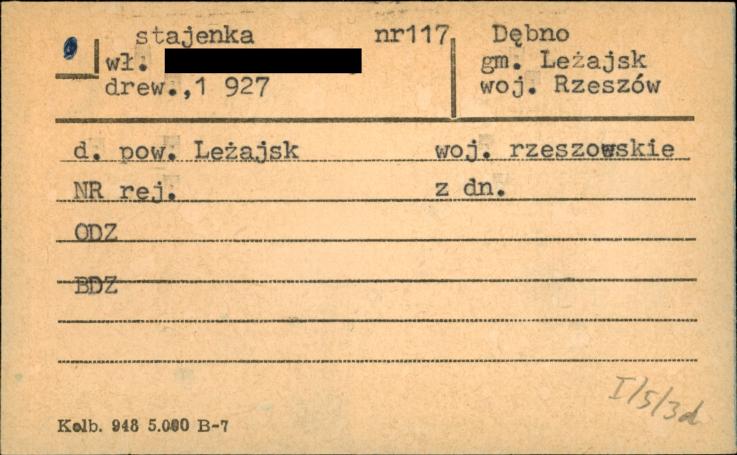 stajenka nr117
wł.
drew.,1 927
Dębno
gm. Leżajsk
woj. Rzeszów
d. pow. Leżajsk woj. rzeszowskie
NR rej. z dn.
ODZ
BDZ
I/5/3d
Kolb. 948 5.000 B-7